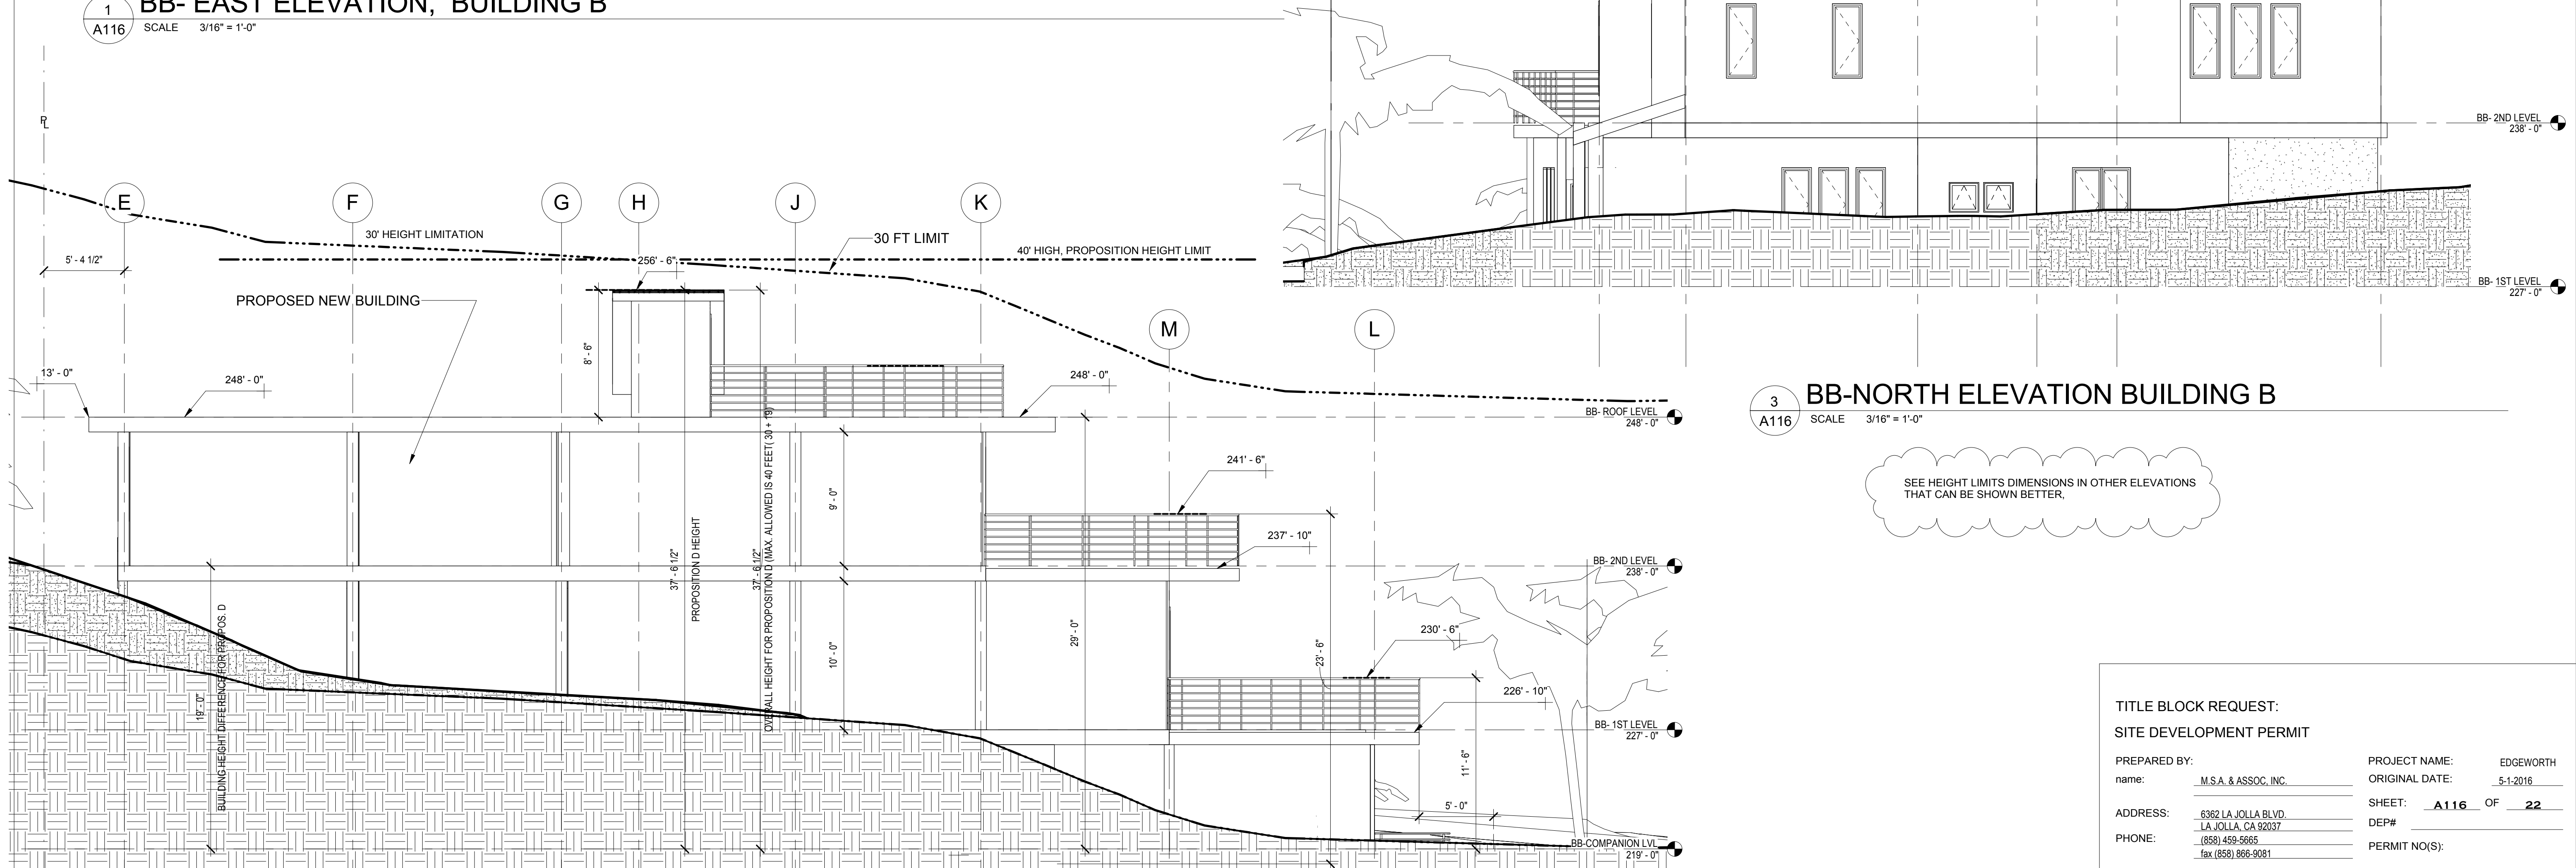 1
A116
BB- EAST ELEVATION, BUILDING B
SCALE 3/16" = 1'-0"
PL
E
F
G
H
J
K
M
L
5' - 4 1/2"
30' HEIGHT LIMITATION
30 FT LIMIT
40' HIGH, PROPOSITION HEIGHT LIMIT
256' - 6"
PROPOSED NEW BUILDING
8' - 6"
13' - 0"
248' - 0"
248' - 0"
BB- ROOF LEVEL
248' - 0"
241' - 6"
237' - 10"
9' - 0"
37' - 6 1/2"
PROPOSITION D HEIGHT
37' - 6 1/2"
OVERALL HEIGHT FOR PROPOSITION D ( MAX. ALLOWED IS 40 FEET( 30 + 19)
BB- 2ND LEVEL
238' - 0"
19' - 0"
BUILDING HEIGHT DIFFERENCE FOR PROPOS. D
10' - 0"
29' - 0"
23' - 6"
230' - 6"
226' - 10"
BB- 1ST LEVEL
227' - 0"
11' - 6"
5' - 0"
BB-COMPANION LVL
219' - 0"
BB- 2ND LEVEL
238' - 0"
BB- 1ST LEVEL
227' - 0"
3
A116
BB-NORTH ELEVATION BUILDING B
SCALE 3/16" = 1'-0"
SEE HEIGHT LIMITS DIMENSIONS IN OTHER ELEVATIONS
THAT CAN BE SHOWN BETTER,
TITLE BLOCK REQUEST:
SITE DEVELOPMENT PERMIT
PREPARED BY:
name: M.S.A. & ASSOC, INC.
ADDRESS: 6362 LA JOLLA BLVD.
LA JOLLA, CA 92037
PHONE: (858) 459-5665
fax (858) 866-9081
PROJECT NAME: EDGEWORTH
ORIGINAL DATE: 5-1-2016
SHEET: A116 OF 22
DEP#
PERMIT NO(S):